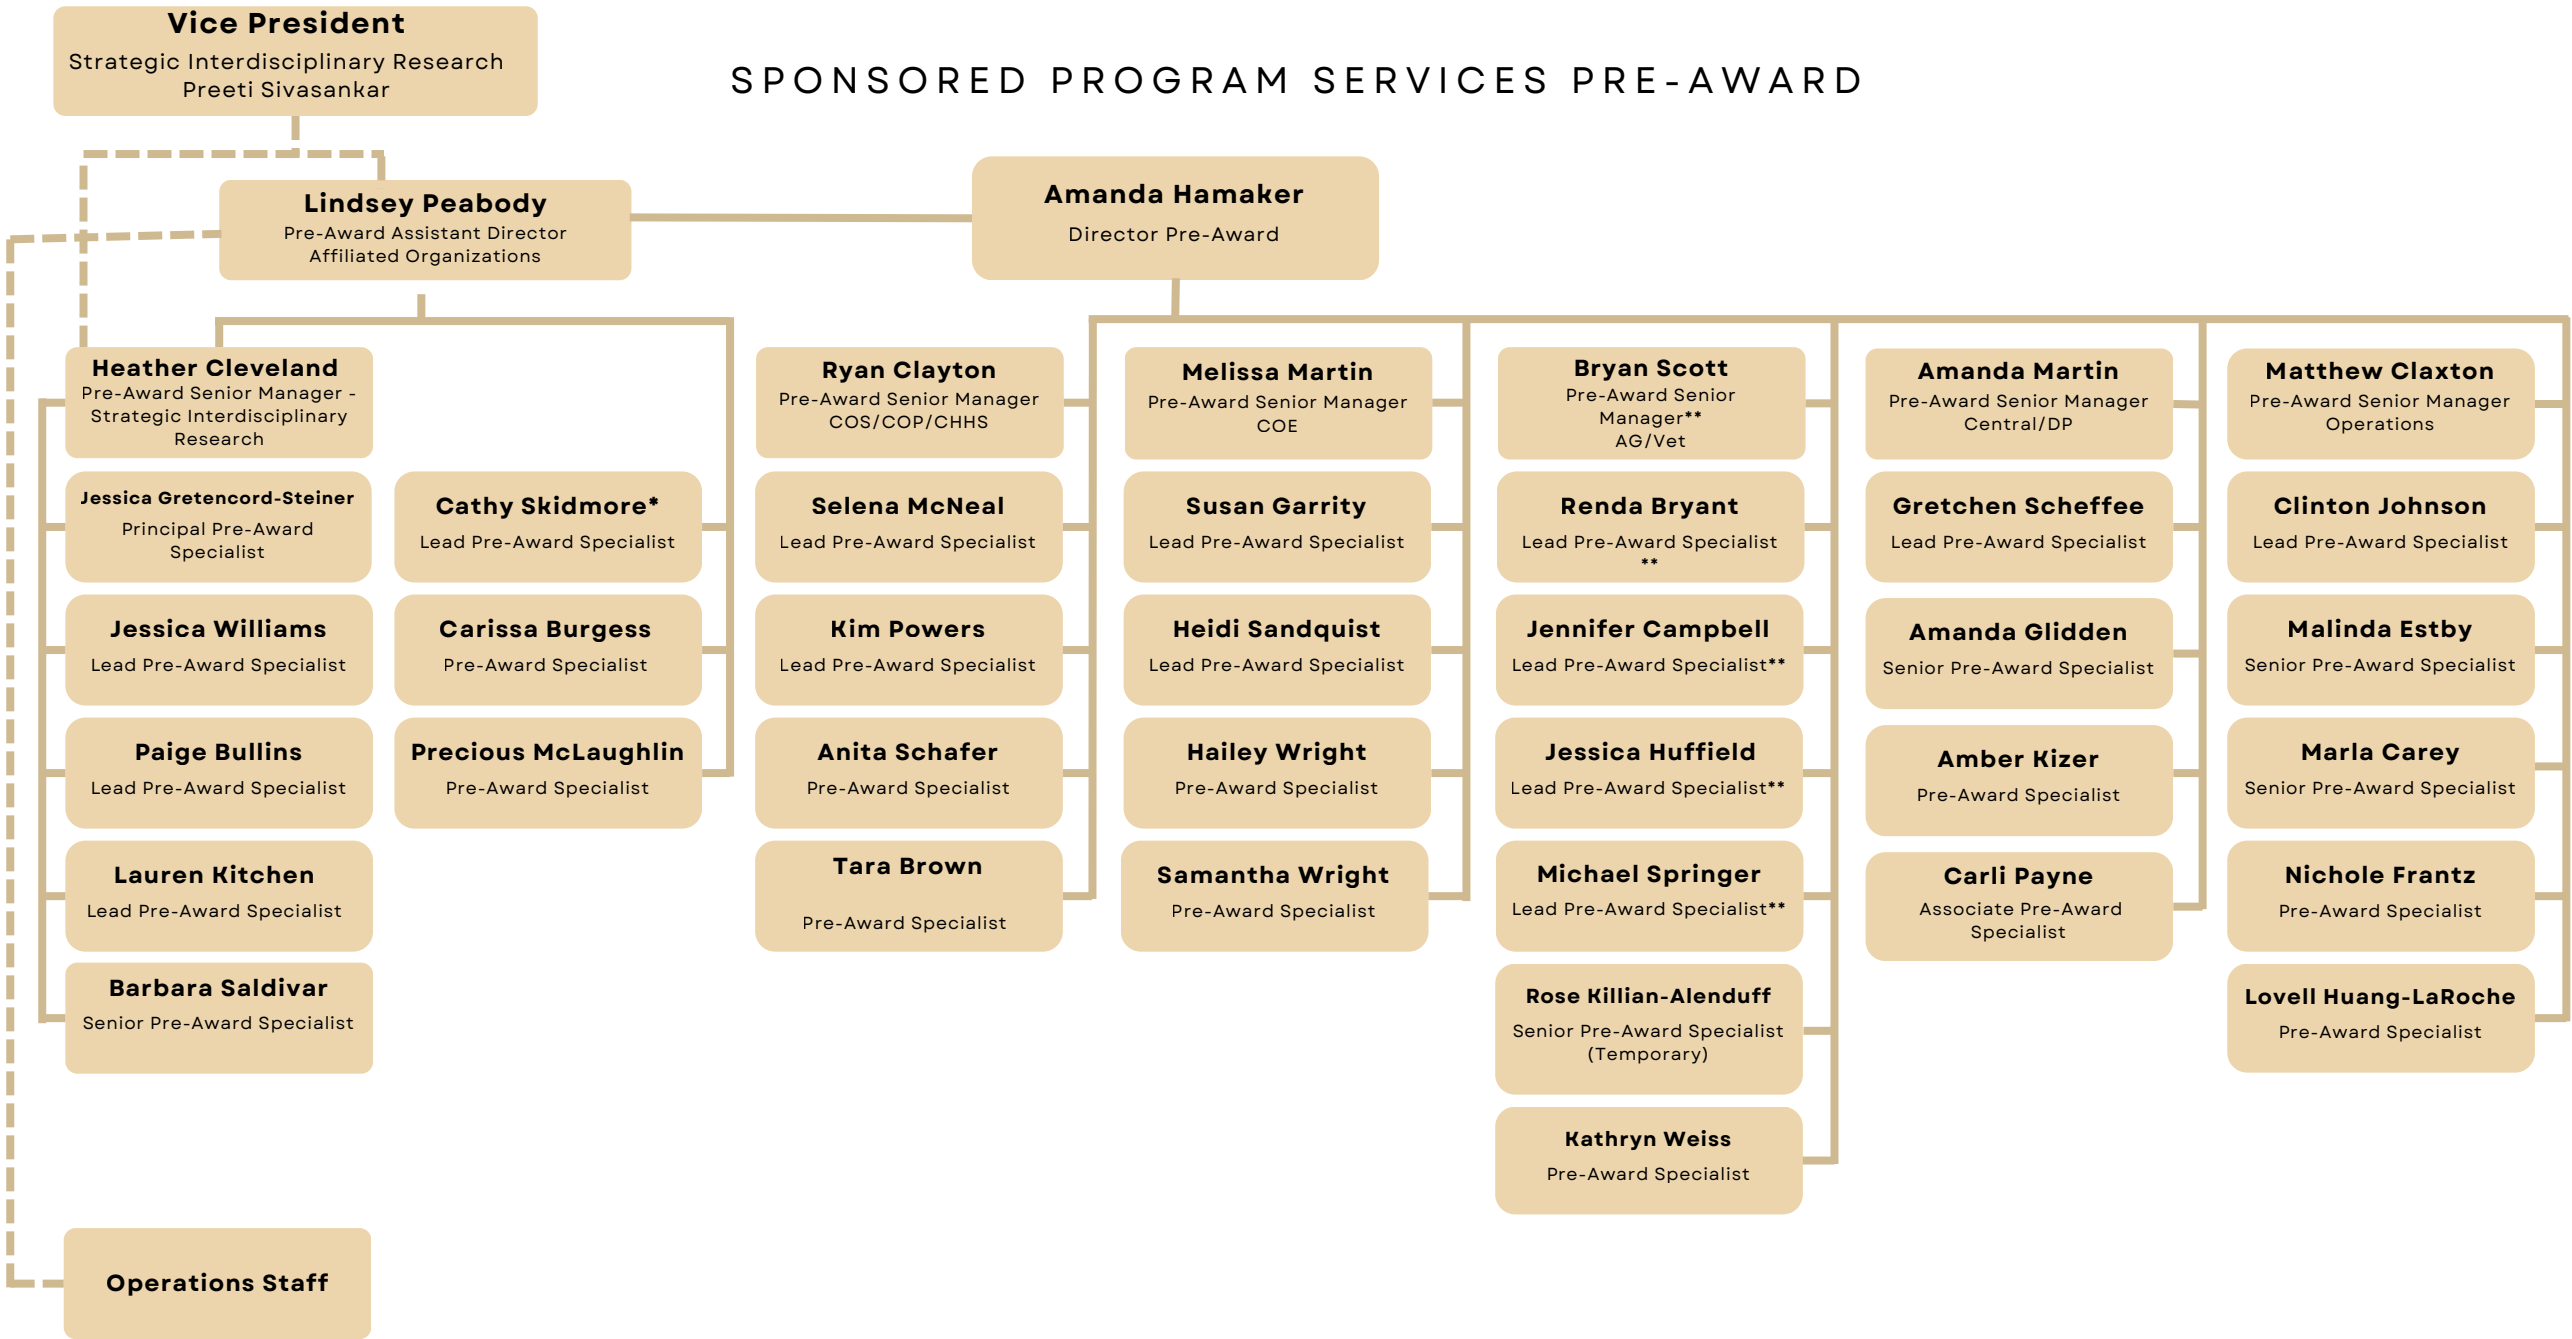 Vice President
Strategic Interdisciplinary Research
Preeti Sivasankar
SPONSORED PROGRAM SERVICES PRE-AWARD
Lindsey Peabody
Pre-Award Assistant Director
Affiliated Organizations
Amanda Hamaker
Director Pre-Award
Heather Cleveland
Pre-Award Senior Manager -
Strategic Interdisciplinary
Research
Jessica Gretencord-Steiner
Principal Pre-Award
Specialist
Jessica Williams
Lead Pre-Award Specialist
Paige Bullins
Lead Pre-Award Specialist
Lauren Kitchen
Lead Pre-Award Specialist
Barbara Saldivar
Senior Pre-Award Specialist
Operations Staff
Cathy Skidmore*
Lead Pre-Award Specialist
Carissa Burgess
Pre-Award Specialist
Precious McLaughlin
Pre-Award Specialist
Ryan Clayton
Pre-Award Senior Manager
COS/COP/CHHS
Selena McNeal
Lead Pre-Award Specialist
Kim Powers
Lead Pre-Award Specialist
Anita Schafer
Pre-Award Specialist
Tara Brown
Pre-Award Specialist
Melissa Martin
Pre-Award Senior Manager
COE
Susan Garrity
Lead Pre-Award Specialist
Heidi Sandquist
Lead Pre-Award Specialist
Hailey Wright
Pre-Award Specialist
Samantha Wright
Pre-Award Specialist
Bryan Scott
Pre-Award Senior
Manager**
AG/Vet
Renda Bryant
Lead Pre-Award Specialist
**
Jennifer Campbell
Lead Pre-Award Specialist**
Jessica Huffield
Lead Pre-Award Specialist**
Michael Springer
Lead Pre-Award Specialist**
Rose Killian-Alenduff
Senior Pre-Award Specialist
(Temporary)
Kathryn Weiss
Pre-Award Specialist
Amanda Martin
Pre-Award Senior Manager
Central/DP
Gretchen Scheffee
Lead Pre-Award Specialist
Amanda Glidden
Senior Pre-Award Specialist
Amber Kizer
Pre-Award Specialist
Carli Payne
Associate Pre-Award
Specialist
Matthew Claxton
Pre-Award Senior Manager
Operations
Clinton Johnson
Lead Pre-Award Specialist
Malinda Estby
Senior Pre-Award Specialist
Marla Carey
Senior Pre-Award Specialist
Nichole Frantz
Pre-Award Specialist
Lovell Huang-LaRoche
Pre-Award Specialist